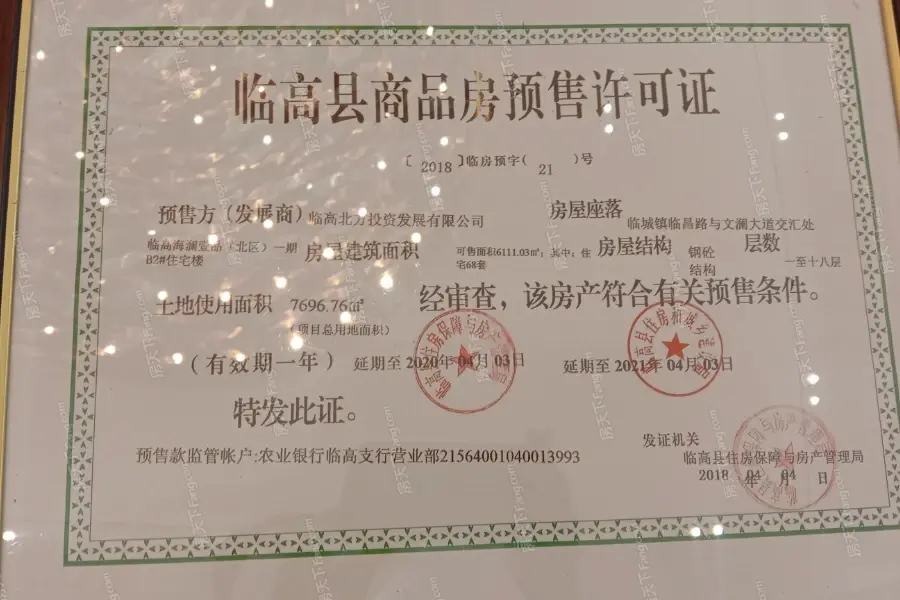 临高县商品房预售许可证
〔2018〕临房预字(21)号
预售方（发展商）临高北方投资发展有限公司 房屋座落 临城镇临昌路与文澜大道交汇处
临高海澜壹品（北区）一期B2#住宅楼 房屋建筑面积 可售面积6111.03㎡；其中：住宅68套 房屋结构 钢砼结构 层数 一至十八层
土地使用面积 7696.76㎡
（项目总用地面积）
经审查，该房产符合有关预售条件。
（有效期一年） 延期至 2020年 04月 03日 延期至 2021年 04月 03日
特发此证。
预售款监管帐户:农业银行临高支行营业部21564001040013993
发证机关
临高县住房保障与房产管理局
2018 年 04 月 04 日
房天下Fang.com